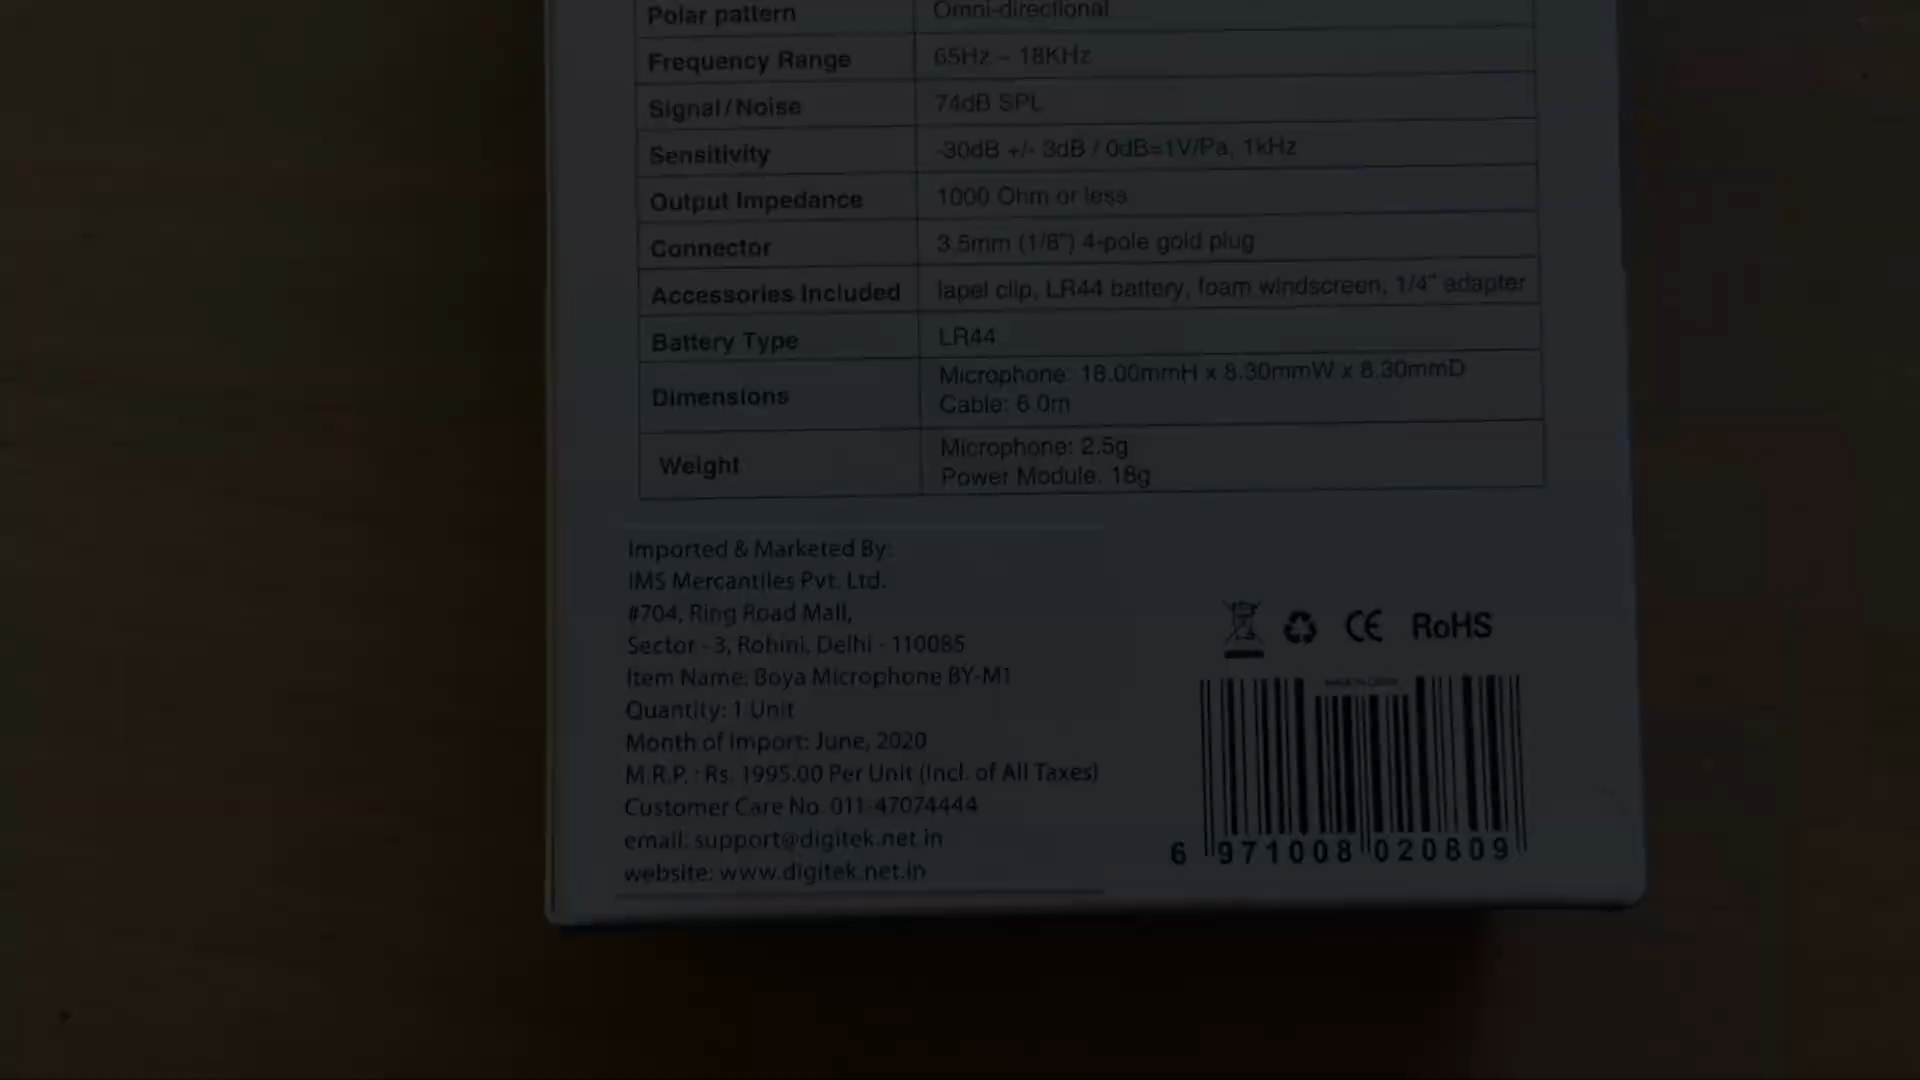 Polar pattern Omni-directional
Frequency Range 65Hz ~ 18KHz
Signal/Noise 74dB SPL
Sensitivity -30dB +/- 3dB / 0dB=1V/Pa, 1kHz
Output Impedance 1000 Ohm or less
Connector 3.5mm (1/8") 4-pole gold plug
Accessories Included lapel clip, LR44 battery, foam windscreen, 1/4" adapter
Battery Type LR44
Dimensions Microphone: 18.00mmH x 8.30mmW x 8.30mmD
Cable: 6.0m
Weight Microphone: 2.5g
Power Module: 18g
Imported & Marketed By:
IMS Mercantiles Pvt. Ltd.
#704, Ring Road Mall,
Sector - 3, Rohini, Delhi - 110085
Item Name: Boya Microphone BY-M1
Quantity: 1 Unit
Month of Import: June, 2020
M.R.P. : Rs. 1995.00 Per Unit (Incl. of All Taxes)
Customer Care No. 011-47074444
email: support@digitek.net.in
website: www.digitek.net.in
CE RoHS
6 971008 020809